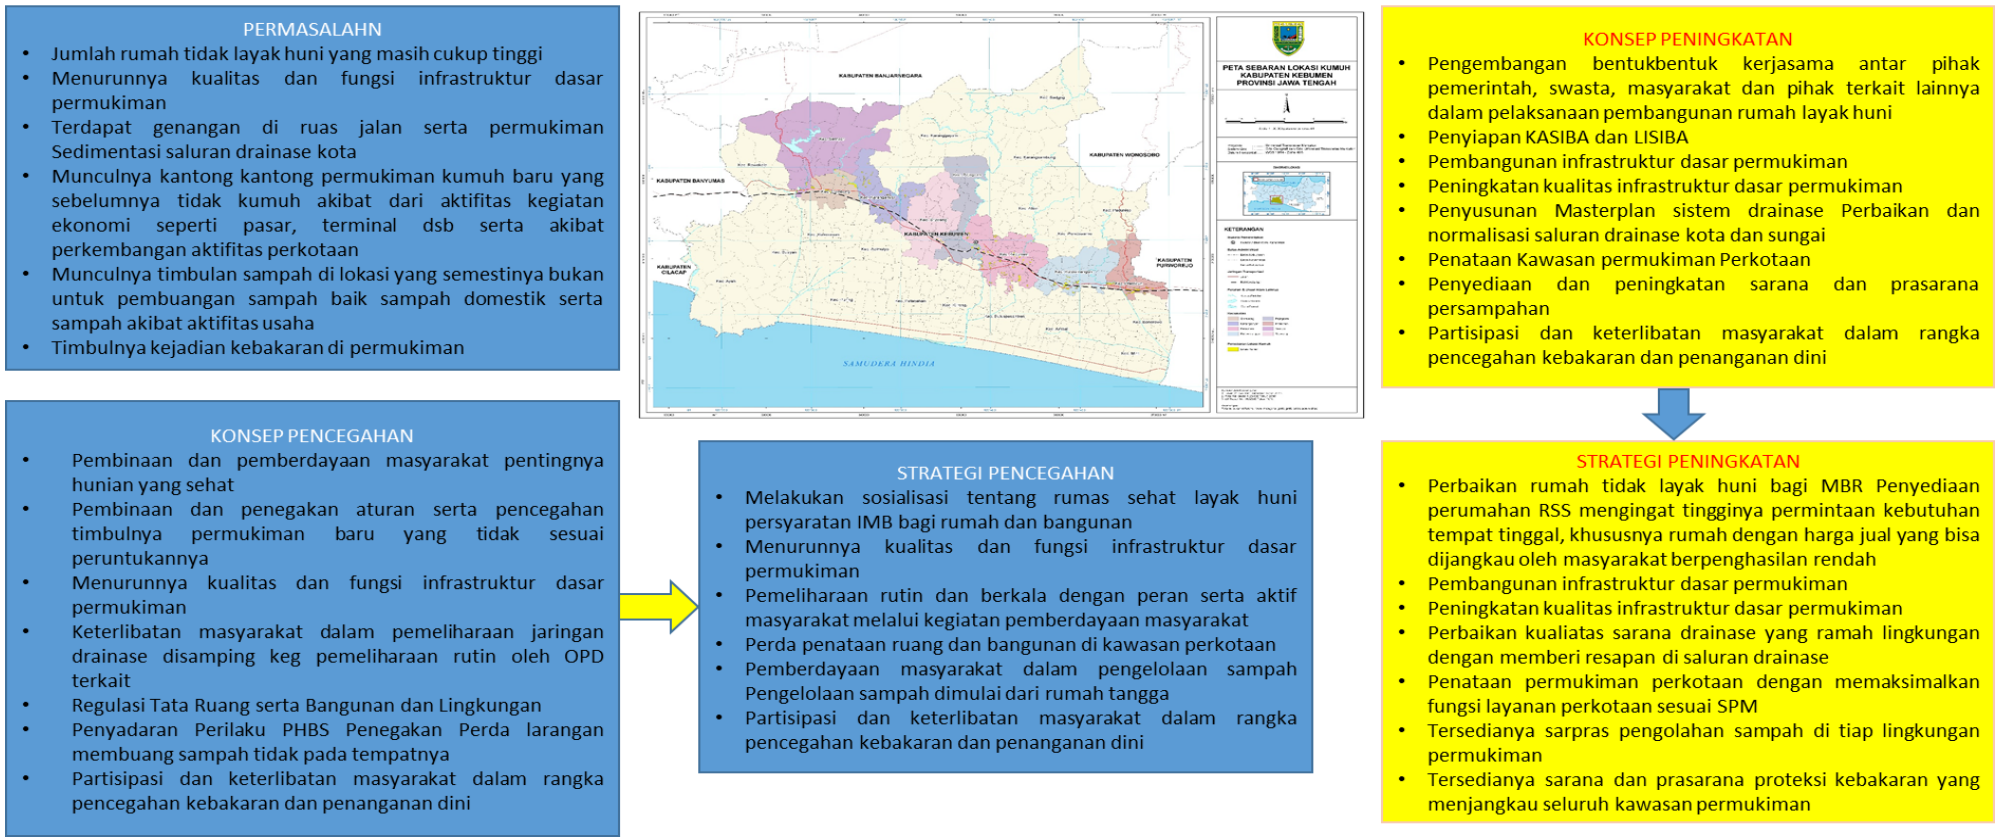 PERMASALAHN
• Jumlah rumah tidak layak huni yang masih cukup tinggi
• Menurunnya kualitas dan fungsi infrastruktur dasar
permukiman
• Terdapat genangan di ruas jalan serta permukiman
Sedimentasi saluran drainase kota
• Munculnya kantong kantong permukiman kumuh baru yang
sebelumnya tidak kumuh akibat dari aktifitas kegiatan
ekonomi seperti pasar, terminal dsb serta akibat
perkembangan aktifitas perkotaan
• Munculnya timbulan sampah di lokasi yang semestinya bukan
untuk pembuangan sampah baik sampah domestik serta
sampah akibat aktifitas usaha
• Timbulnya kejadian kebakaran di permukiman
KONSEP PENCEGAHAN
• Pembinaan dan pemberdayaan masyarakat pentingnya
hunian yang sehat
• Pembinaan dan penegakan aturan serta pencegahan
timbulnya permukiman baru yang tidak sesuai
peruntukannya
• Menurunnya kualitas dan fungsi infrastruktur dasar
permukiman
• Keterlibatan masyarakat dalam pemeliharaan jaringan
drainase disamping keg pemeliharaan rutin oleh OPD
terkait
• Regulasi Tata Ruang serta Bangunan dan Lingkungan
• Penyadaran Perilaku PHBS Penegakan Perda larangan
membuang sampah tidak pada tempatnya
• Partisipasi dan keterlibatan masyarakat dalam rangka
pencegahan kebakaran dan penanganan dini
KABUPATEN BANJARNEGARA
KABUPATEN WONOSOBO
KABUPATEN BANYUMAS
KABUPATEN KEBUMEN
KABUPATEN
CILACAP
KABUPATEN
PURWOREJO
SAMUDERA HINDIA
PETA SEBARAN LOKASI KUMUH
KABUPATEN KEBUMEN
PROVINSI JAWA TENGAH
KETERANGAN
STRATEGI PENCEGAHAN
• Melakukan sosialisasi tentang rumas sehat layak huni
persyaratan IMB bagi rumah dan bangunan
• Menurunnya kualitas dan fungsi infrastruktur dasar
permukiman
• Pemeliharaan rutin dan berkala dengan peran serta aktif
masyarakat melalui kegiatan pemberdayaan masyarakat
• Perda penataan ruang dan bangunan di kawasan perkotaan
• Pemberdayaan masyarakat dalam pengelolaan sampah
Pengelolaan sampah dimulai dari rumah tangga
• Partisipasi dan keterlibatan masyarakat dalam rangka
pencegahan kebakaran dan penanganan dini
KONSEP PENINGKATAN
• Pengembangan bentukbentuk kerjasama antar pihak
pemerintah, swasta, masyarakat dan pihak terkait lainnya
dalam pelaksanaan pembangunan rumah layak huni
• Penyiapan KASIBA dan LISIBA
• Pembangunan infrastruktur dasar permukiman
• Peningkatan kualitas infrastruktur dasar permukiman
• Penyusunan Masterplan sistem drainase Perbaikan dan
normalisasi saluran drainase kota dan sungai
• Penataan Kawasan permukiman Perkotaan
• Penyediaan dan peningkatan sarana dan prasarana
persampahan
• Partisipasi dan keterlibatan masyarakat dalam rangka
pencegahan kebakaran dan penanganan dini
STRATEGI PENINGKATAN
• Perbaikan rumah tidak layak huni bagi MBR Penyediaan
perumahan RSS mengingat tingginya permintaan kebutuhan
tempat tinggal, khususnya rumah dengan harga jual yang bisa
dijangkau oleh masyarakat berpenghasilan rendah
• Pembangunan infrastruktur dasar permukiman
• Peningkatan kualitas infrastruktur dasar permukiman
• Perbaikan kualiatas sarana drainase yang ramah lingkungan
dengan memberi resapan di saluran drainase
• Penataan permukiman perkotaan dengan memaksimalkan
fungsi layanan perkotaan sesuai SPM
• Tersedianya sarpras pengolahan sampah di tiap lingkungan
permukiman
• Tersedianya sarana dan prasarana proteksi kebakaran yang
menjangkau seluruh kawasan permukiman